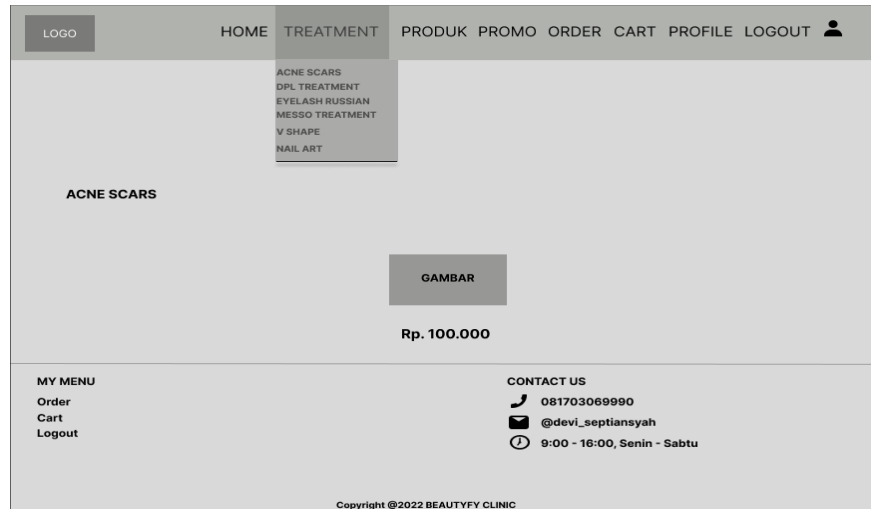 LOGO
HOME TREATMENT PRODUK PROMO ORDER CART PROFILE LOGOUT
ACNE SCARS
DPL TREATMENT
EYELASH RUSSIAN
MESSO TREATMENT
V SHAPE
NAIL ART
ACNE SCARS
GAMBAR
Rp. 100.000
MY MENU
Order
Cart
Logout
CONTACT US
081703069990
@devi_septiansyah
9:00 - 16:00, Senin - Sabtu
Copyright @2022 BEAUTYFY CLINIC